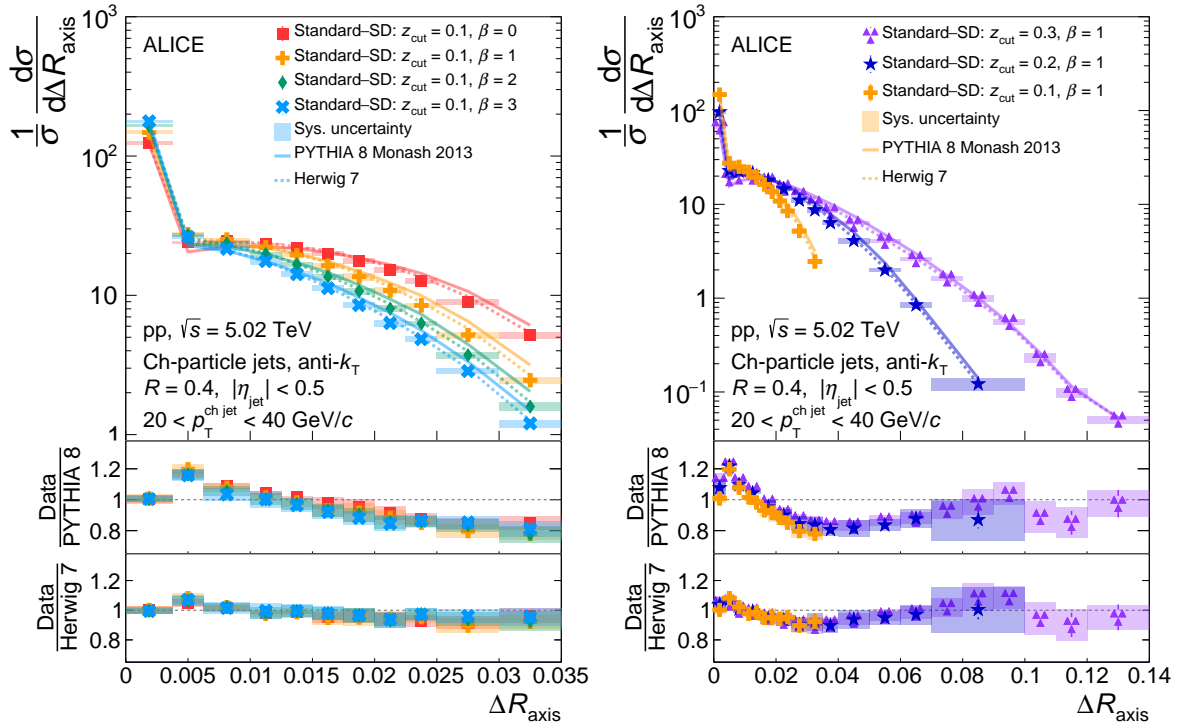 1/σ dσ/dΔR_axis
10³
10²
10
1
ALICE
Standard–SD: z_cut = 0.1, β = 0
Standard–SD: z_cut = 0.1, β = 1
Standard–SD: z_cut = 0.1, β = 2
Standard–SD: z_cut = 0.1, β = 3
Sys. uncertainty
PYTHIA 8 Monash 2013
Herwig 7
pp, √s = 5.02 TeV
Ch-particle jets, anti-k_T
R = 0.4, |η_jet| < 0.5
20 < p_T^ch jet < 40 GeV/c
Data
PYTHIA 8
1.2
1
0.8
Data
Herwig 7
1.2
1
0.8
0 0.005 0.01 0.015 0.02 0.025 0.03 0.035
ΔR_axis
1/σ dσ/dΔR_axis
10³
10²
10
1
10⁻¹
ALICE
Standard–SD: z_cut = 0.3, β = 1
Standard–SD: z_cut = 0.2, β = 1
Standard–SD: z_cut = 0.1, β = 1
Sys. uncertainty
PYTHIA 8 Monash 2013
Herwig 7
pp, √s = 5.02 TeV
Ch-particle jets, anti-k_T
R = 0.4, |η_jet| < 0.5
20 < p_T^ch jet < 40 GeV/c
Data
PYTHIA 8
1.2
1
0.8
Data
Herwig 7
1.2
1
0.8
0 0.02 0.04 0.06 0.08 0.1 0.12 0.14
ΔR_axis